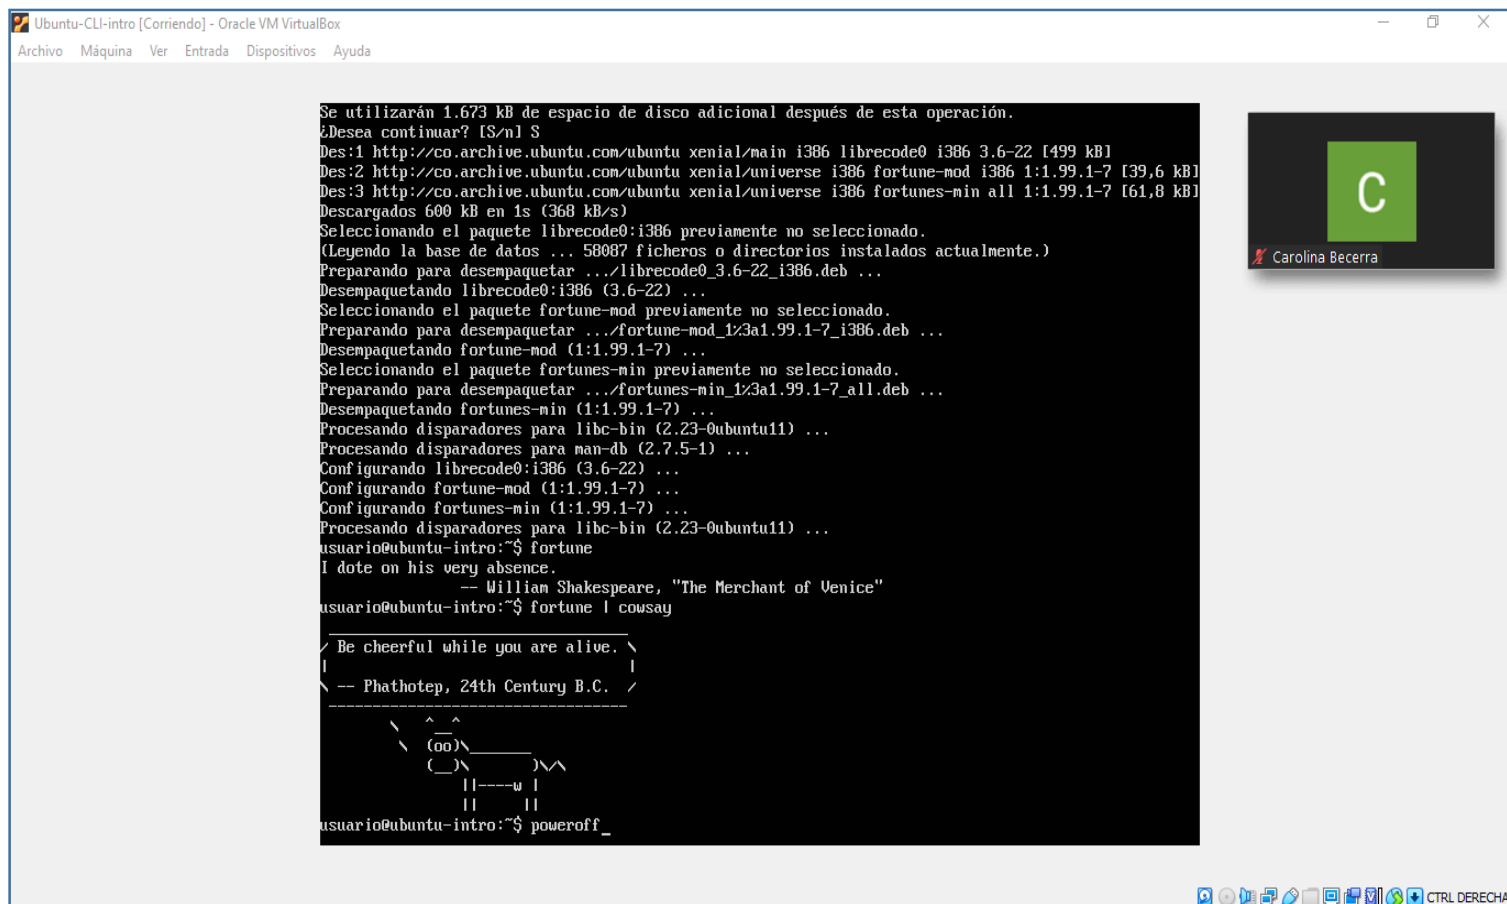 Ubuntu-CLI-intro [Corriendo] - Oracle VM VirtualBox
Archivo Máquina Ver Entrada Dispositivos Ayuda
Se utilizarán 1.673 kB de espacio de disco adicional después de esta operación.
¿Desea continuar? [S/n] S
Des:1 http://co.archive.ubuntu.com/ubuntu xenial/main i386 librecode0 i386 3.6-22 [499 kB]
Des:2 http://co.archive.ubuntu.com/ubuntu xenial/universe i386 fortune-mod i386 1:1.99.1-7 [39,6 kB]
Des:3 http://co.archive.ubuntu.com/ubuntu xenial/universe i386 fortunes-min all 1:1.99.1-7 [61,8 kB]
Descargados 600 kB en 1s (368 kB/s)
Seleccionando el paquete librecode0:i386 previamente no seleccionado.
(Leyendo la base de datos ... 58087 ficheros o directorios instalados actualmente.)
Preparando para desempaquetar .../librecode0_3.6-22_i386.deb ...
Desempaquetando librecode0:i386 (3.6-22) ...
Seleccionando el paquete fortune-mod previamente no seleccionado.
Preparando para desempaquetar .../fortune-mod_1%3a1.99.1-7_i386.deb ...
Desempaquetando fortune-mod (1:1.99.1-7) ...
Seleccionando el paquete fortunes-min previamente no seleccionado.
Preparando para desempaquetar .../fortunes-min_1%3a1.99.1-7_all.deb ...
Desempaquetando fortunes-min (1:1.99.1-7) ...
Procesando disparadores para libc-bin (2.23-0ubuntu11) ...
Procesando disparadores para man-db (2.7.5-1) ...
Configurando librecode0:i386 (3.6-22) ...
Configurando fortune-mod (1:1.99.1-7) ...
Configurando fortunes-min (1:1.99.1-7) ...
Procesando disparadores para libc-bin (2.23-0ubuntu11) ...
usuario@ubuntu-intro:~$ fortune
I dote on his very absence.
-- William Shakespeare, "The Merchant of Venice"
usuario@ubuntu-intro:~$ fortune | cowsay
 __________________________________
/ Be cheerful while you are alive. \
|                                  |
\ -- Phathotep, 24th Century B.C.  /
 ----------------------------------
        \   ^__^
         \  (oo)\_______
            (__)\       )\/\
                ||----w |
                ||     ||
usuario@ubuntu-intro:~$ poweroff_
C
Carolina Becerra
CTRL DERECHA